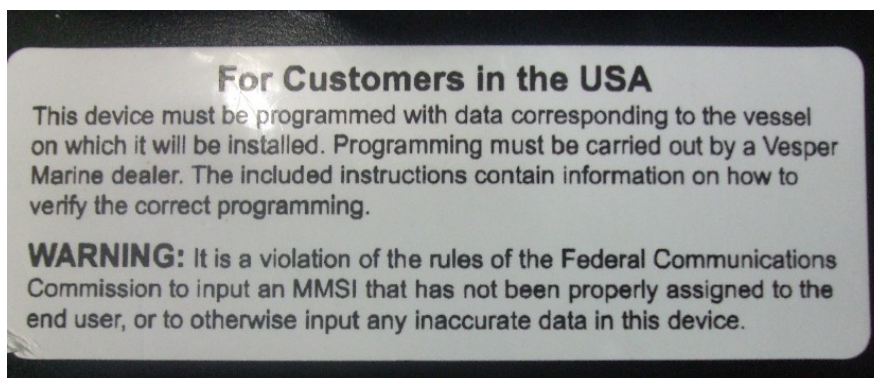 For Customers in the USA
This device must be programmed with data corresponding to the vessel
on which it will be installed. Programming must be carried out by a Vesper
Marine dealer. The included instructions contain information on how to
verify the correct programming.
WARNING: It is a violation of the rules of the Federal Communications
Commission to input an MMSI that has not been properly assigned to the
end user, or to otherwise input any inaccurate data in this device.